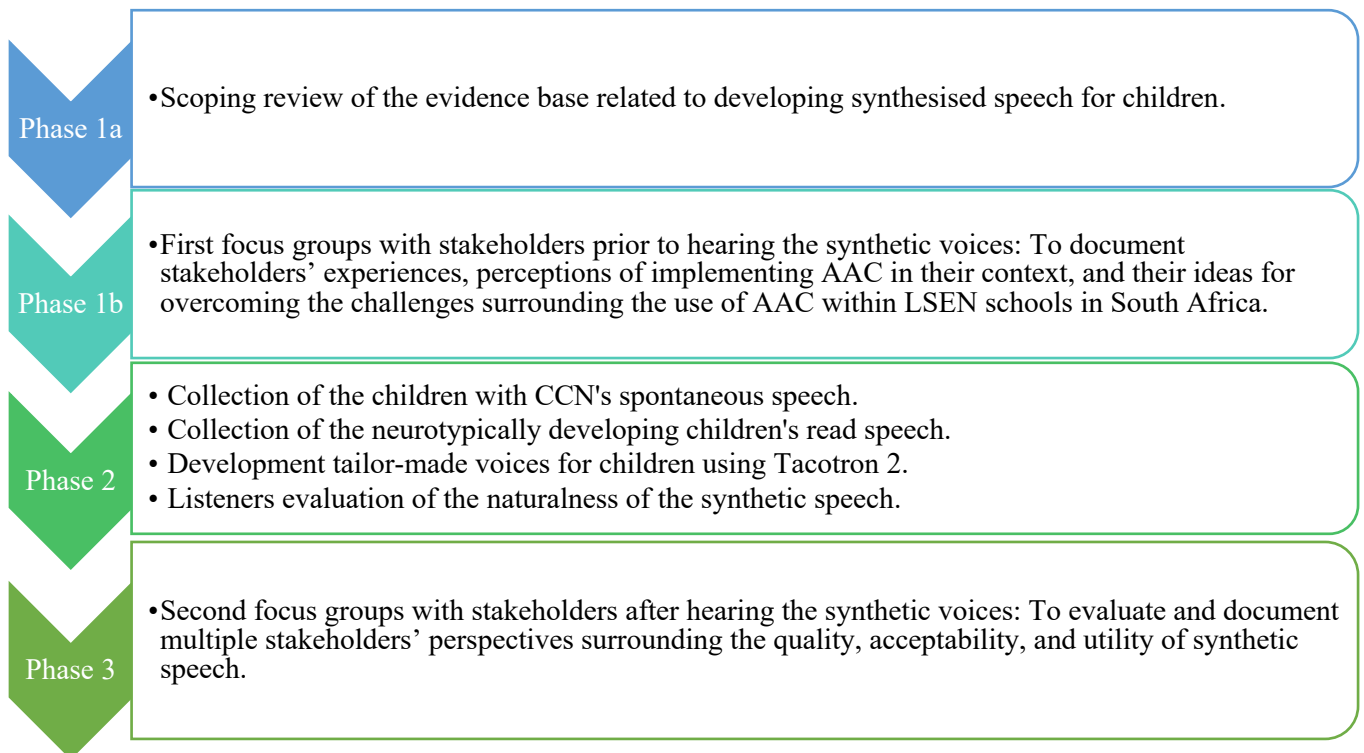 Phase 1a
•Scoping review of the evidence base related to developing synthesised speech for children.
Phase 1b
•First focus groups with stakeholders prior to hearing the synthetic voices: To document
stakeholders’ experiences, perceptions of implementing AAC in their context, and their ideas for
overcoming the challenges surrounding the use of AAC within LSEN schools in South Africa.
Phase 2
• Collection of the children with CCN's spontaneous speech.
• Collection of the neurotypically developing children's read speech.
• Development tailor-made voices for children using Tacotron 2.
• Listeners evaluation of the naturalness of the synthetic speech.
Phase 3
•Second focus groups with stakeholders after hearing the synthetic voices: To evaluate and document
multiple stakeholders’ perspectives surrounding the quality, acceptability, and utility of synthetic
speech.